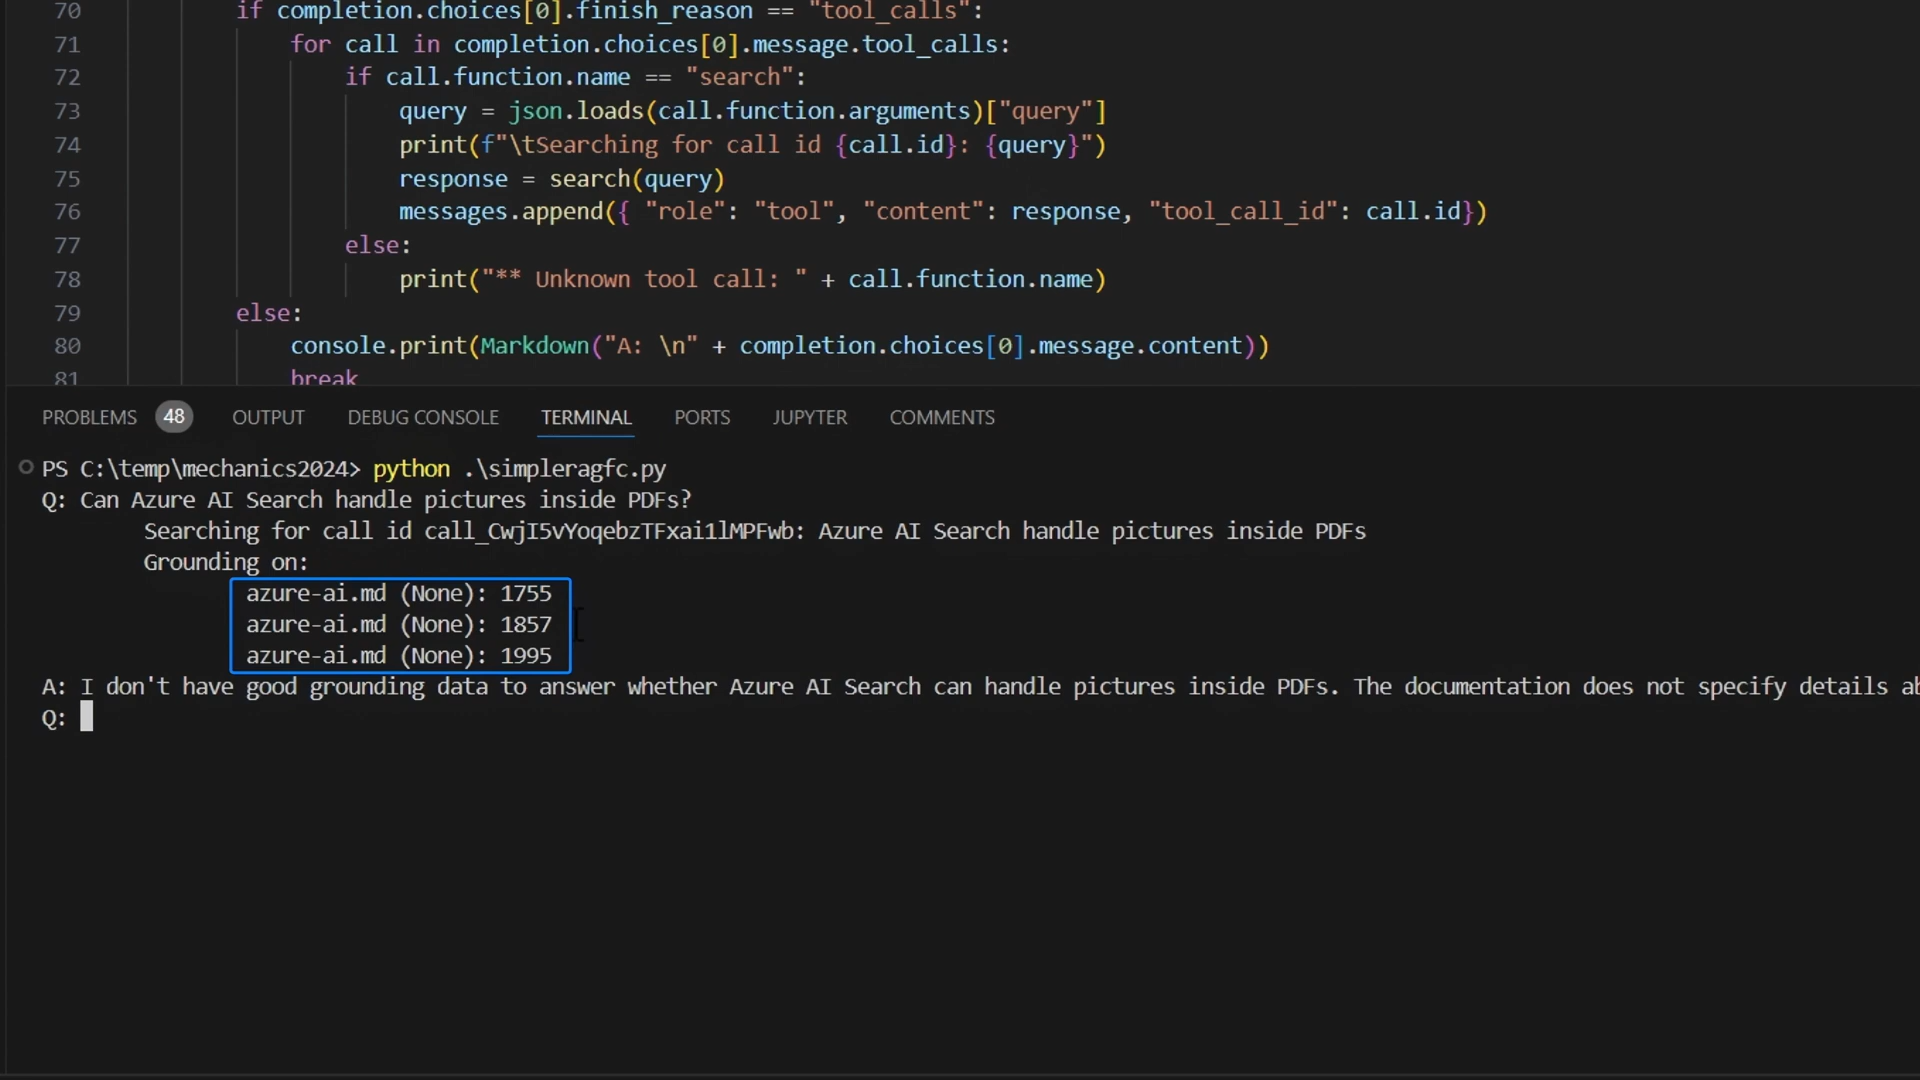 70 if completion.choices[0].finish_reason == "tool_calls":
71 for call in completion.choices[0].message.tool_calls:
72 if call.function.name == "search":
73 query = json.loads(call.function.arguments)["query"]
74 print(f"\tSearching for call id {call.id}: {query}")
75 response = search(query)
76 messages.append({ "role": "tool", "content": response, "tool_call_id": call.id})
77 else:
78 print("** Unknown tool call: " + call.function.name)
79 else:
80 console.print(Markdown("A: \n" + completion.choices[0].message.content))
81 break
PROBLEMS 48 OUTPUT DEBUG CONSOLE TERMINAL PORTS JUPYTER COMMENTS
PS C:\temp\mechanics2024> python .\simpleragfc.py
Q: Can Azure AI Search handle pictures inside PDFs?
Searching for call id call_CwjI5vYoqebzTFxai1lMPFwb: Azure AI Search handle pictures inside PDFs
Grounding on:
azure-ai.md (None): 1755
azure-ai.md (None): 1857
azure-ai.md (None): 1995
A: I don't have good grounding data to answer whether Azure AI Search can handle pictures inside PDFs. The documentation does not specify details ab
Q: